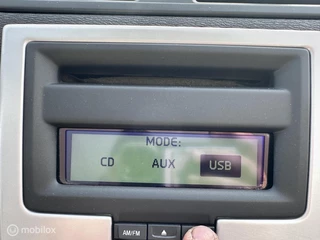 MODE:
CD AUX USB
AM/FM
mobilox